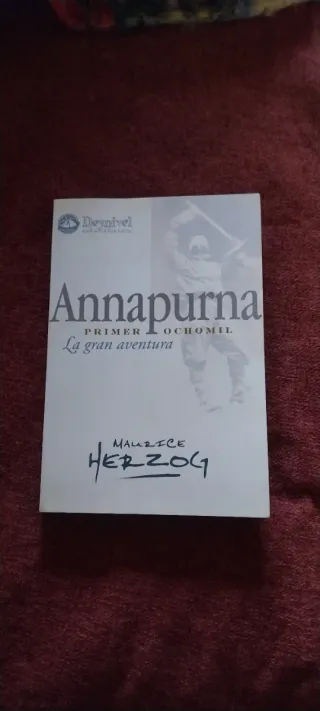 Desnivel
Annapurna
PRIMER OCHOMIL
La gran aventura
MAURICE
HERZOG